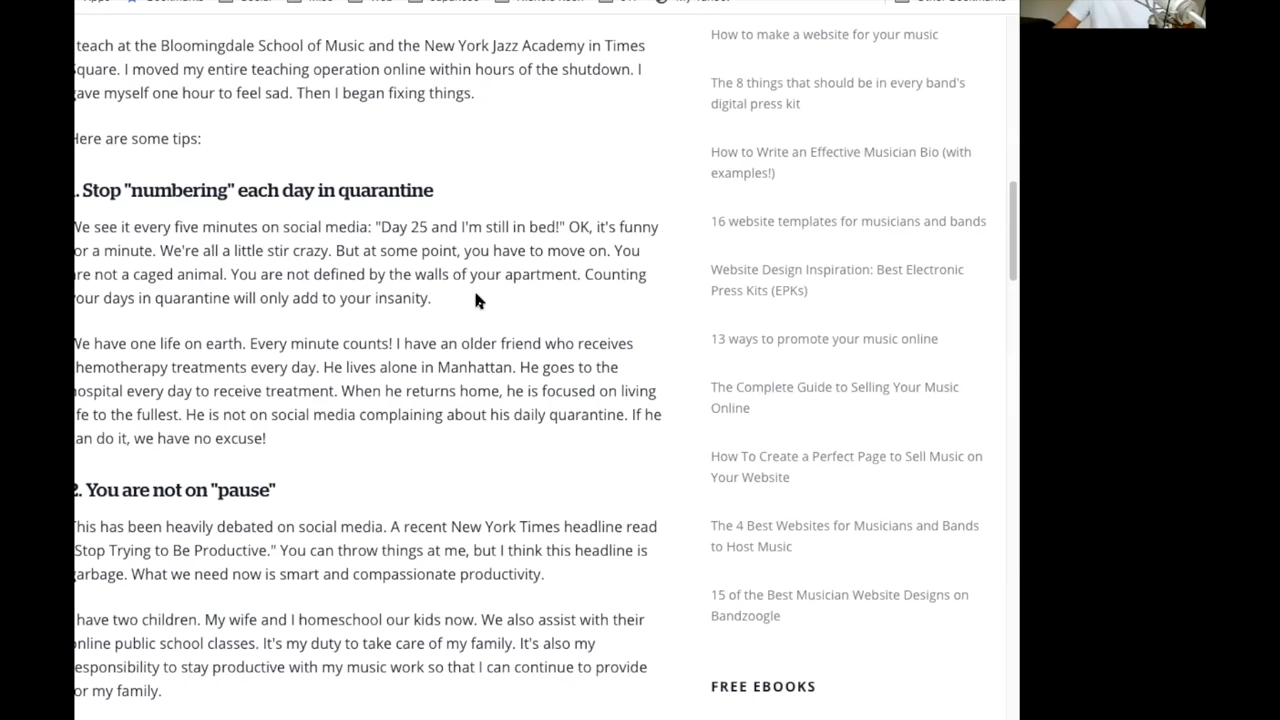 teach at the Bloomingdale School of Music and the New York Jazz Academy in Times
Square. I moved my entire teaching operation online within hours of the shutdown. I
gave myself one hour to feel sad. Then I began fixing things.
Here are some tips:
. Stop "numbering" each day in quarantine
We see it every five minutes on social media: "Day 25 and I'm still in bed!" OK, it's funny
or a minute. We're all a little stir crazy. But at some point, you have to move on. You
are not a caged animal. You are not defined by the walls of your apartment. Counting
your days in quarantine will only add to your insanity.
We have one life on earth. Every minute counts! I have an older friend who receives
hemotherapy treatments every day. He lives alone in Manhattan. He goes to the
hospital every day to receive treatment. When he returns home, he is focused on living
fe to the fullest. He is not on social media complaining about his daily quarantine. If he
an do it, we have no excuse!
2. You are not on "pause"
This has been heavily debated on social media. A recent New York Times headline read
Stop Trying to Be Productive." You can throw things at me, but I think this headline is
garbage. What we need now is smart and compassionate productivity.
have two children. My wife and I homeschool our kids now. We also assist with their
online public school classes. It's my duty to take care of my family. It's also my
responsibility to stay productive with my music work so that I can continue to provide
or my family.
How to make a website for your music
The 8 things that should be in every band's
digital press kit
How to Write an Effective Musician Bio (with
examples!)
16 website templates for musicians and bands
Website Design Inspiration: Best Electronic
Press Kits (EPKs)
13 ways to promote your music online
The Complete Guide to Selling Your Music
Online
How To Create a Perfect Page to Sell Music on
Your Website
The 4 Best Websites for Musicians and Bands
to Host Music
15 of the Best Musician Website Designs on
Bandzoogle
FREE EBOOKS